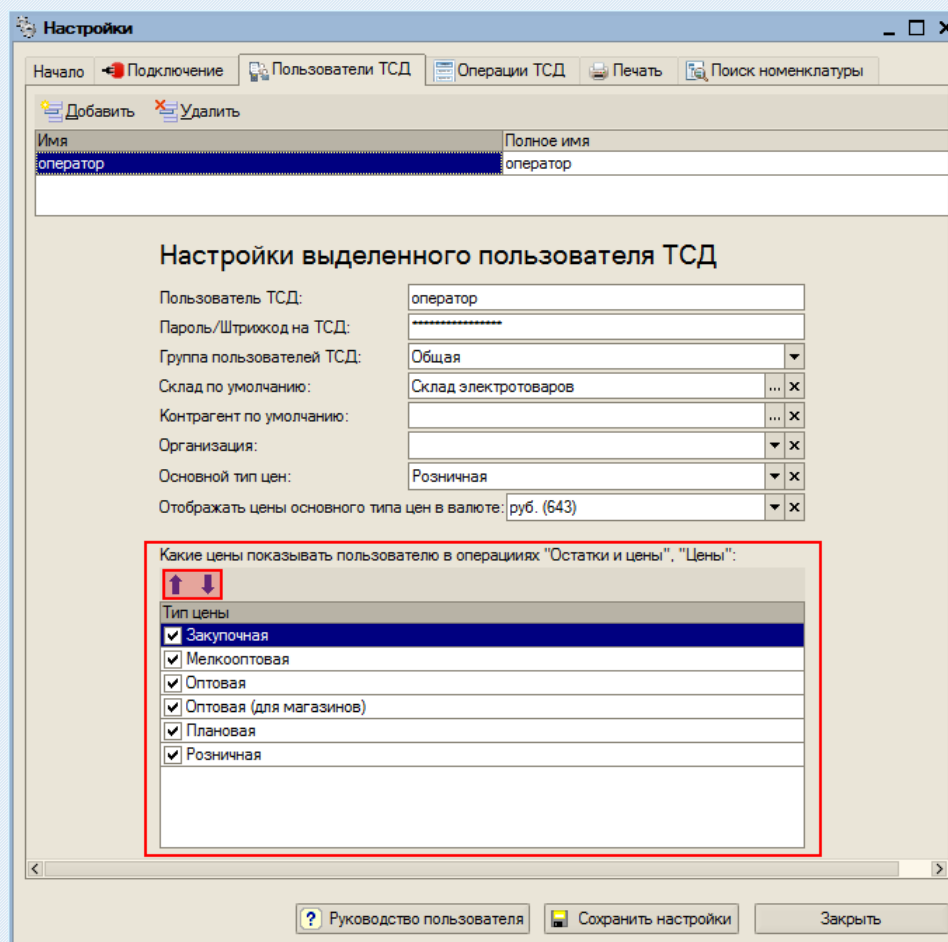 Настройки
Начало Подключение Пользователи ТСД Операции ТСД Печать Поиск номенклатуры
Добавить Удалить
Имя Полное имя
оператор оператор
Настройки выделенного пользователя ТСД
Пользователь ТСД: оператор
Пароль/Штрихкод на ТСД: ****************
Группа пользователей ТСД: Общая
Склад по умолчанию: Склад электротоваров ...
Контрагент по умолчанию: ...
Организация:
Основной тип цен: Розничная
Отображать цены основного типа цен в валюте: руб. (643)
Какие цены показывать пользователю в операцииях "Остатки и цены", "Цены":
Тип цены
Закупочная
Мелкооптовая
Оптовая
Оптовая (для магазинов)
Плановая
Розничная
? Руководство пользователя Сохранить настройки Закрыть